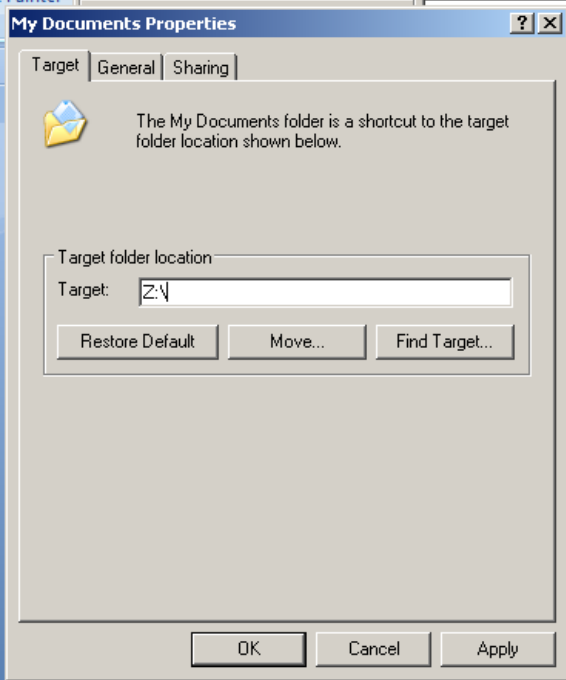 Painter
My Documents Properties
Target General Sharing
The My Documents folder is a shortcut to the target
folder location shown below.
Target folder location
Target: Z:\
Restore Default Move... Find Target...
OK Cancel Apply